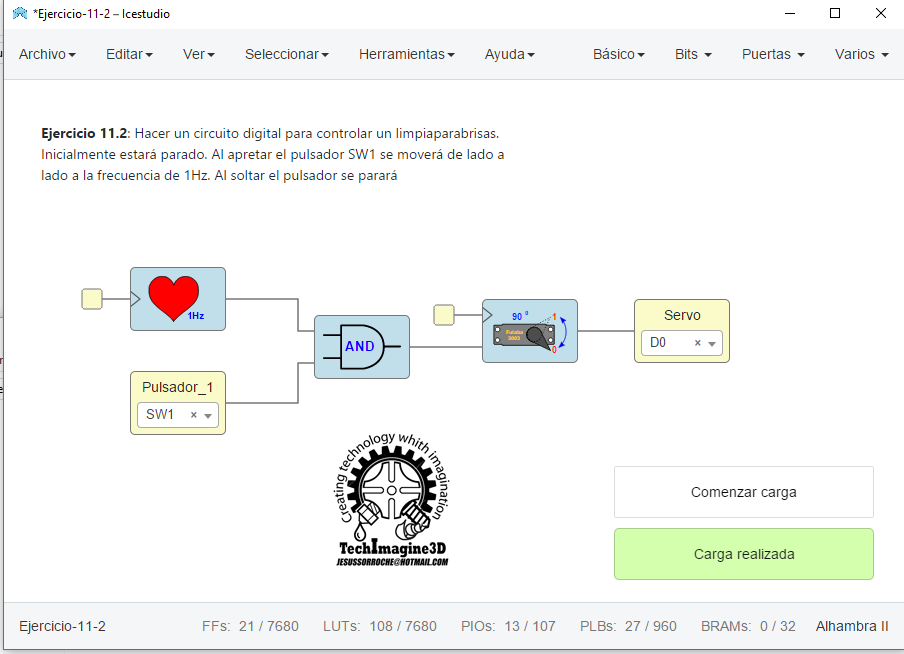 *Ejercicio-11-2 – Icestudio
Archivo Editar Ver Seleccionar Herramientas Ayuda Básico Bits Puertas Varios
Ejercicio 11.2: Hacer un circuito digital para controlar un limpiaparabrisas.
Inicialmente estará parado. Al apretar el pulsador SW1 se moverá de lado a
lado a la frecuencia de 1Hz. Al soltar el pulsador se parará
1Hz
AND
Pulsador_1
SW1 ×
90 º 1
Futaba
3003
0
Servo
D0 ×
Creating technology whith imagination
TechImagine3D
JESUSSORROCHE@HOTMAIL.COM
Comenzar carga
Carga realizada
Ejercicio-11-2 FFs: 21 / 7680 LUTs: 108 / 7680 PIOs: 13 / 107 PLBs: 27 / 960 BRAMs: 0 / 32 Alhambra II